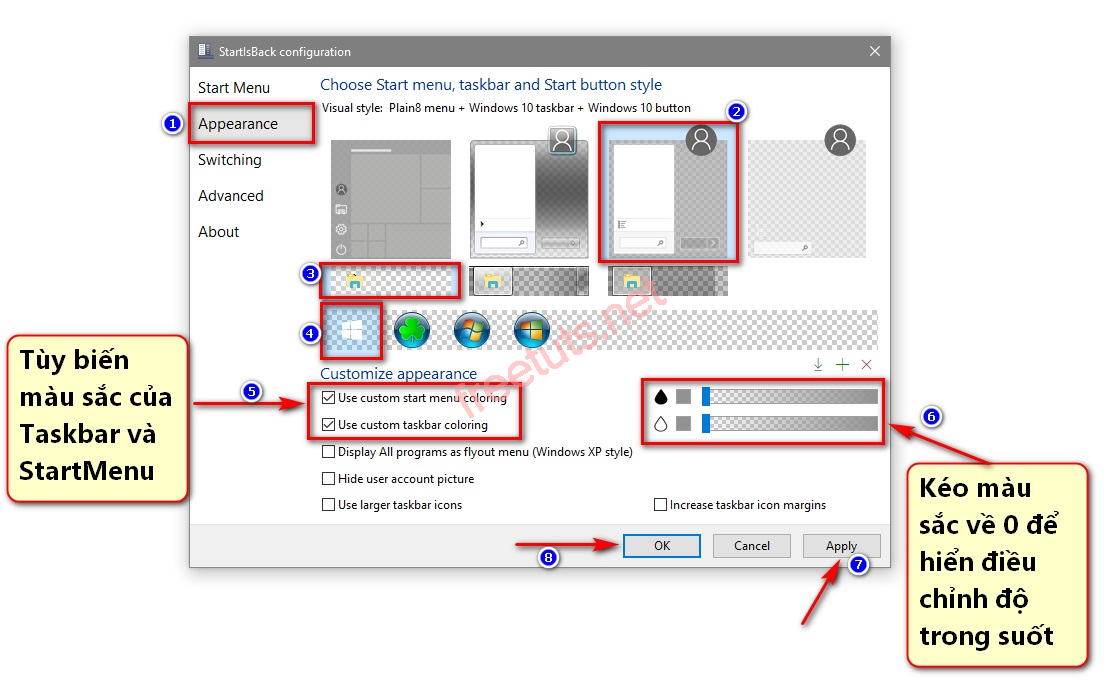 StartIsBack configuration
Start Menu
Appearance
Switching
Advanced
About
1
Choose Start menu, taskbar and Start button style
Visual style: Plain8 menu + Windows 10 taskbar + Windows 10 button
2
3
4
Customize appearance
5
Use custom start menu coloring
Use custom taskbar coloring
Display All programs as flyout menu (Windows XP style)
Hide user account picture
Use larger taskbar icons
Increase taskbar icon margins
6
OK
Cancel
Apply
7
8
Tùy biến
màu sắc của
Taskbar và
StartMenu
Kéo màu
sắc về 0 để
hiển điều
chỉnh độ
trong suốt
freetuts.net